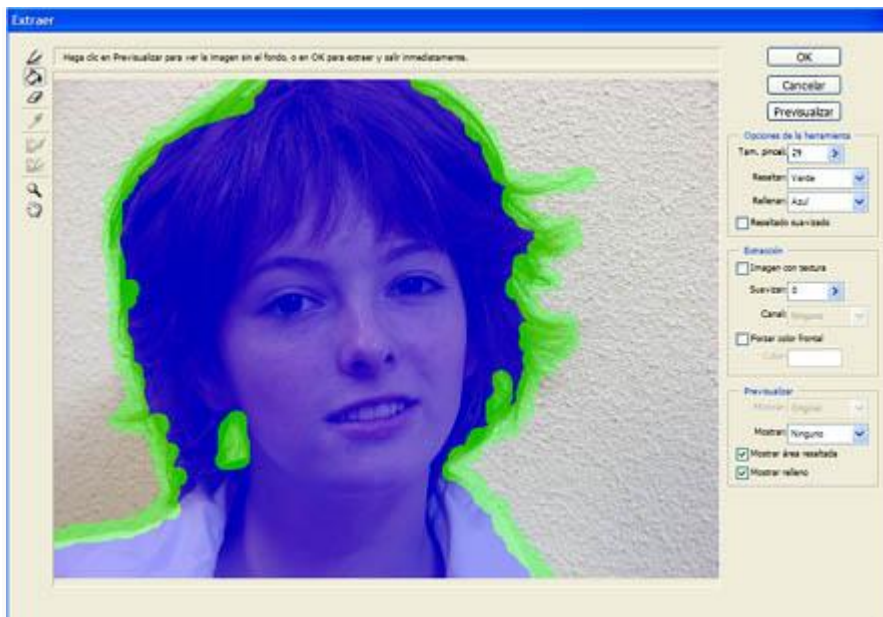 Extraer
Haga clic en Previsualizar para ver la imagen sin el fondo, o en OK para extraer y salir inmediatamente.
OK
Cancelar
Previsualizar
Opciones de la herramienta
Tam. pincel: 29
Resaltar: Verde
Rellenar: Azul
Resaltado suavizado
Extracción
Imagen con textura
Suavizar: 0
Canal: Ninguno
Forzar color frontal
Color:
Previsualizar
Mostrar: Original
Mostrar: Ninguno
Mostrar área resaltada
Mostrar relleno